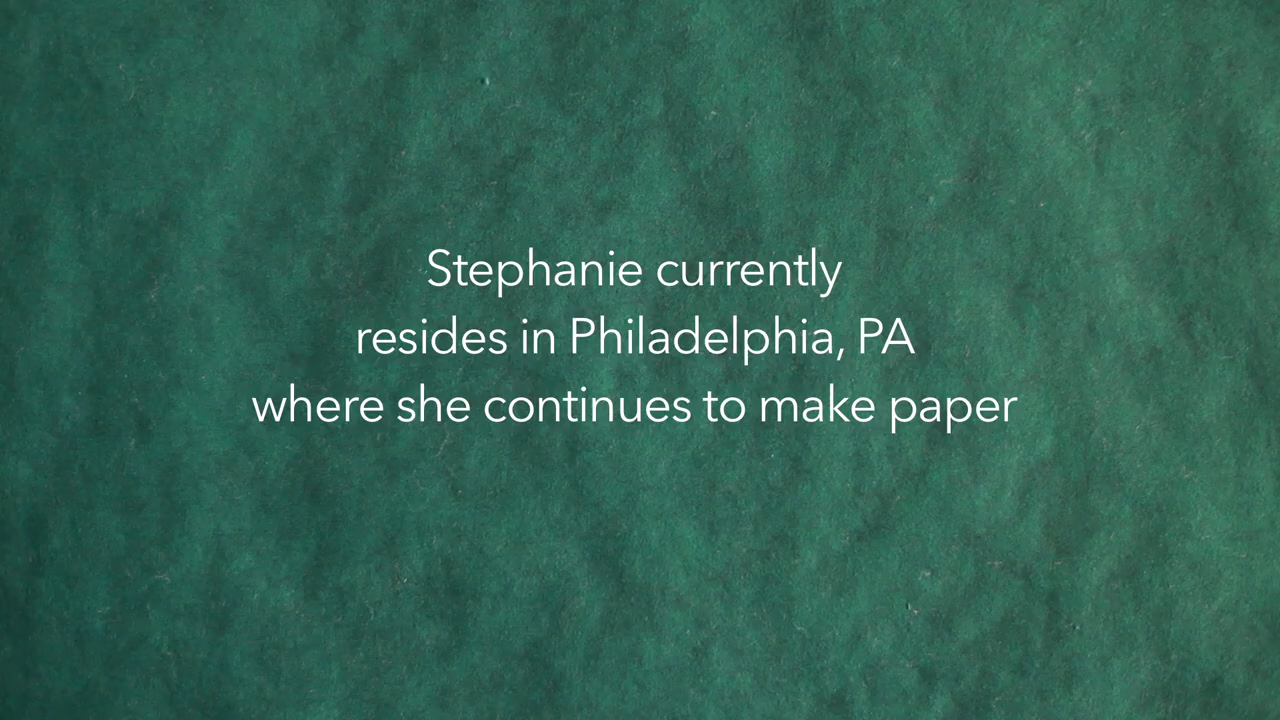 Stephanie currently
resides in Philadelphia, PA
where she continues to make paper